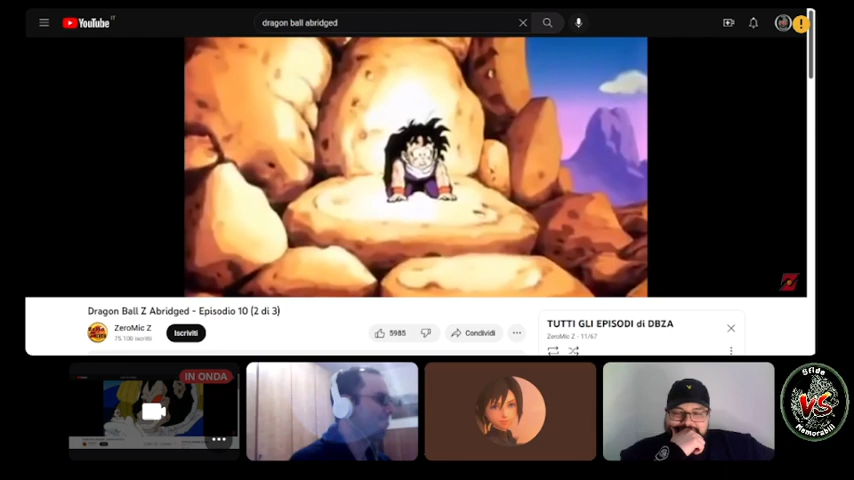 YouTube IT
dragon ball abridged
Dragon Ball Z Abridged - Episodio 10 (2 di 3)
ZeroMic Z
75.100 iscritti
Iscriviti
5985
Condividi
TUTTI GLI EPISODI di DBZA
ZeroMic Z - 11/67
IN ONDA
Sfide
VS
Memorabili